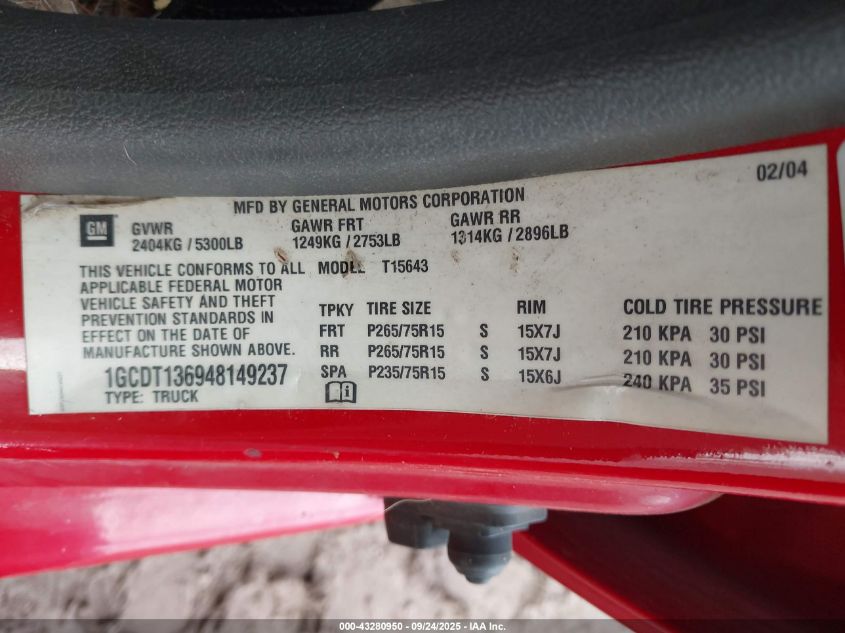 02/04
MFD BY GENERAL MOTORS CORPORATION
GM
GVWR GAWR FRT GAWR RR
2404KG / 5300LB 1249KG / 2753LB 1314KG / 2896LB
THIS VEHICLE CONFORMS TO ALL
APPLICABLE FEDERAL MOTOR
VEHICLE SAFETY AND THEFT
PREVENTION STANDARDS IN
EFFECT ON THE DATE OF
MANUFACTURE SHOWN ABOVE.
1GCDT136948149237
TYPE: TRUCK
MODEL T15643
TPKY TIRE SIZE RIM COLD TIRE PRESSURE
FRT P265/75R15 S 15X7J 210 KPA 30 PSI
RR P265/75R15 S 15X7J 210 KPA 30 PSI
SPA P235/75R15 S 15X6J 240 KPA 35 PSI
000-43280950 - 09/24/2025 - IAA Inc.